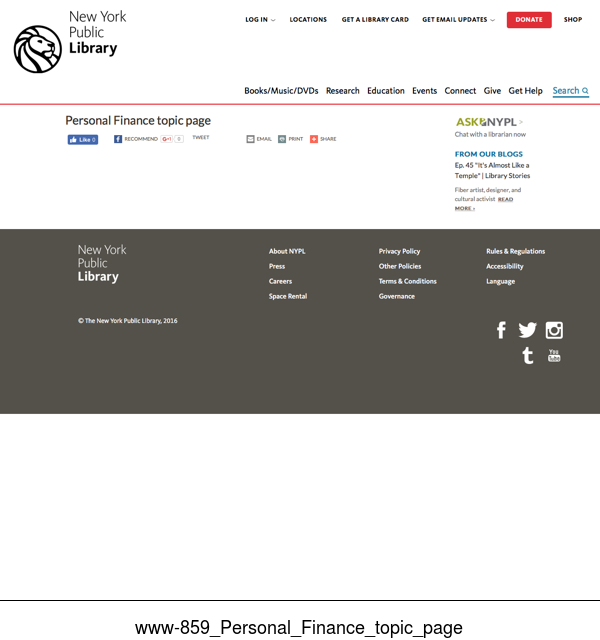 New York
Public
Library
LOG IN
LOCATIONS
GET A LIBRARY CARD
GET EMAIL UPDATES
DONATE
SHOP
Books/Music/DVDs
Research
Education
Events
Connect
Give
Get Help
Search
Personal Finance topic page
Like 0
RECOMMEND
G+1
0
TWEET
EMAIL
PRINT
SHARE
ASK NYPL >
Chat with a librarian now
FROM OUR BLOGS
Ep. 45 "It's Almost Like a
Temple" | Library Stories
Fiber artist, designer, and
cultural activist READ
MORE ›
New York
Public
Library
About NYPL
Press
Careers
Space Rental
Privacy Policy
Other Policies
Terms & Conditions
Governance
Rules & Regulations
Accessibility
Language
© The New York Public Library, 2016
You
Tube
www-859_Personal_Finance_topic_page